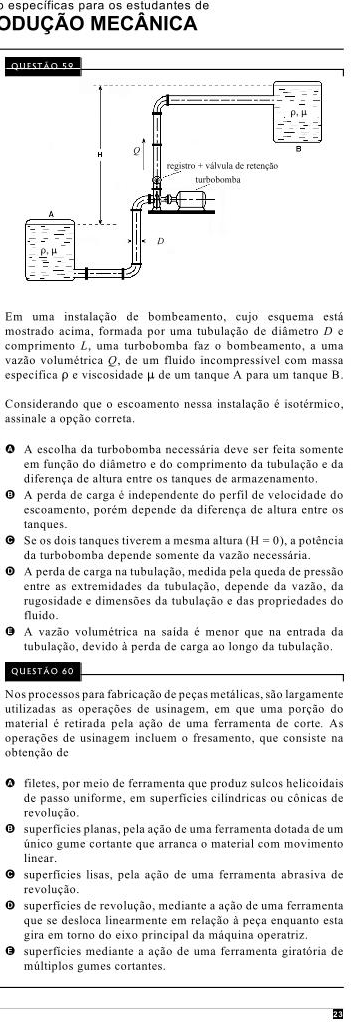 o específicas para os estudantes de
ODUÇÃO MECÂNICA
QUESTÃO 59
ρ, μ
B
H
Q
registro + válvula de retenção
turbobomba
A
D
ρ, μ
Em uma instalação de bombeamento, cujo esquema está
mostrado acima, formada por uma tubulação de diâmetro D e
comprimento L, uma turbobomba faz o bombeamento, a uma
vazão volumétrica Q, de um fluido incompressível com massa
específica ρ e viscosidade μ de um tanque A para um tanque B.
Considerando que o escoamento nessa instalação é isotérmico,
assinale a opção correta.
A A escolha da turbobomba necessária deve ser feita somente
em função do diâmetro e do comprimento da tubulação e da
diferença de altura entre os tanques de armazenamento.
B A perda de carga é independente do perfil de velocidade do
escoamento, porém depende da diferença de altura entre os
tanques.
C Se os dois tanques tiverem a mesma altura (H = 0), a potência
da turbobomba depende somente da vazão necessária.
D A perda de carga na tubulação, medida pela queda de pressão
entre as extremidades da tubulação, depende da vazão, da
rugosidade e dimensões da tubulação e das propriedades do
fluido.
E A vazão volumétrica na saída é menor que na entrada da
tubulação, devido à perda de carga ao longo da tubulação.
QUESTÃO 60
Nos processos para fabricação de peças metálicas, são largamente
utilizadas as operações de usinagem, em que uma porção do
material é retirada pela ação de uma ferramenta de corte. As
operações de usinagem incluem o fresamento, que consiste na
obtenção de
A filetes, por meio de ferramenta que produz sulcos helicoidais
de passo uniforme, em superfícies cilíndricas ou cônicas de
revolução.
B superfícies planas, pela ação de uma ferramenta dotada de um
único gume cortante que arranca o material com movimento
linear.
C superfícies lisas, pela ação de uma ferramenta abrasiva de
revolução.
D superfícies de revolução, mediante a ação de uma ferramenta
que se desloca linearmente em relação à peça enquanto esta
gira em torno do eixo principal da máquina operatriz.
E superfícies mediante a ação de uma ferramenta giratória de
múltiplos gumes cortantes.
23